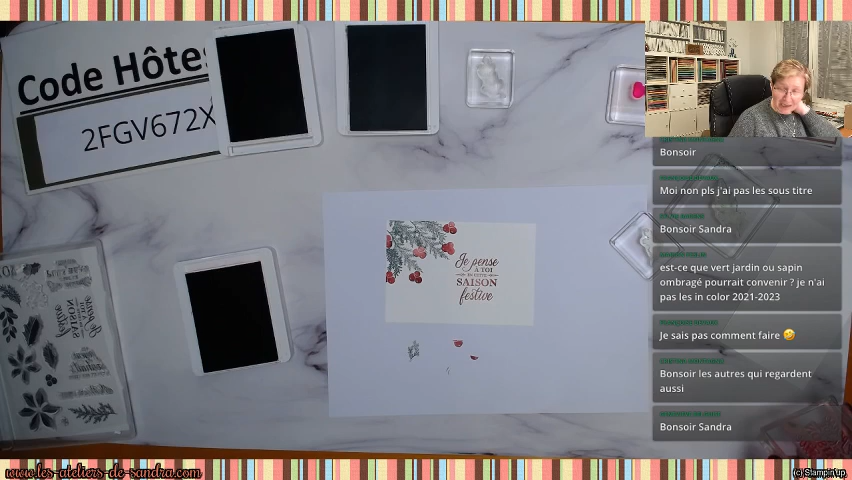 Code Hôtes
2FGV672X
Je pense
À TOI
EN CETTE
SAISON
festive
Bonsoir
Moi non pls j'ai pas les sous titre
Bonsoir Sandra
est-ce que vert jardin ou sapin
ombragé pourrait convenir ? je n'ai
pas les in color 2021-2023
Je sais pas comment faire 🤣
Bonsoir les autres qui regardent
aussi
Bonsoir Sandra
www.les-ateliers-de-sandra.com
(c) Stampin'up